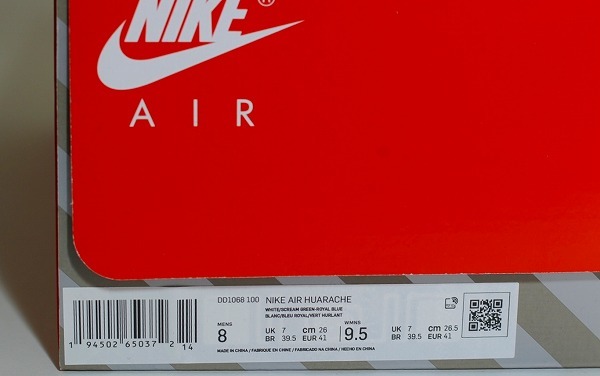 NIKE®
AIR
DD1068 100 NIKE AIR HUARACHE
WHITE/SCREAM GREEN-ROYAL BLUE
BLANC/BLEU ROYAL/VERT HURLANT
MENS
8
UK 7 cm 26
BR 39.5 EUR 41
WMNS
9.5
UK 7 cm 26.5
BR 39.5 EUR 41
MADE IN CHINA / FABRIQUE EN CHINE / FABRICADO NA CHINA / HECHO EN CHINA
1 94502 65037 2 14